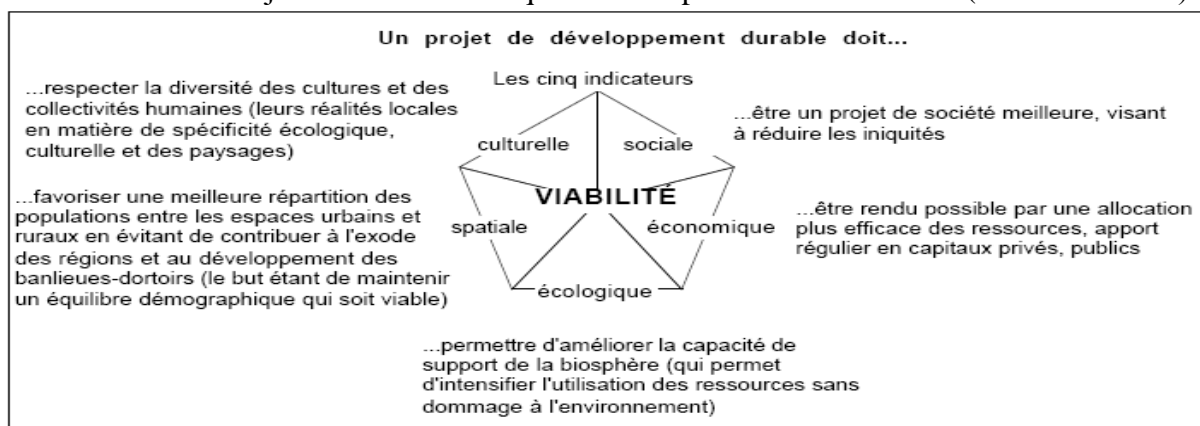 Un projet de développement durable doit...
Les cinq indicateurs
...respecter la diversité des cultures et des
collectivités humaines (leurs réalités locales
en matière de spécificité écologique,
culturelle et des paysages)
culturelle
sociale
...être un projet de société meilleure, visant
à réduire les iniquités
VIABILITÉ
...favoriser une meilleure répartition des
populations entre les espaces urbains et
ruraux en évitant de contribuer à l'exode
des régions et au développement des
banlieues-dortoirs (le but étant de maintenir
un équilibre démographique qui soit viable)
spatiale
économique
...être rendu possible par une allocation
plus efficace des ressources, apport
régulier en capitaux privés, publics
écologique
...permettre d'améliorer la capacité de
support de la biosphère (qui permet
d'intensifier l'utilisation des ressources sans
dommage à l'environnement)